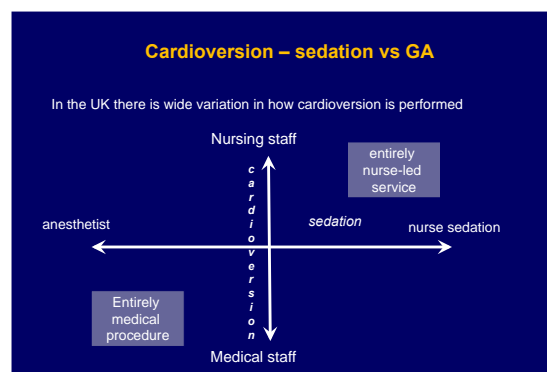 Cardioversion – sedation vs GA
In the UK there is wide variation in how cardioversion is performed
Nursing staff
entirely
nurse-led
service
cardioversion
sedation
anesthetist
nurse sedation
Entirely
medical
procedure
Medical staff